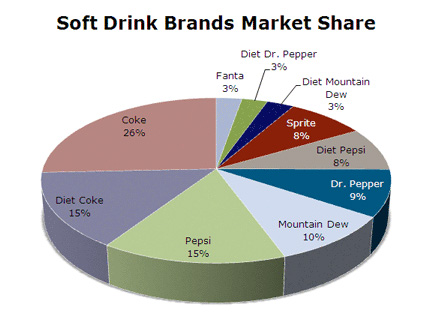 Soft Drink Brands Market Share
Diet Dr. Pepper
3%
Fanta
3%
Diet Mountain
Dew
3%
Coke
26%
Sprite
8%
Diet Pepsi
8%
Dr. Pepper
9%
Diet Coke
15%
Mountain Dew
10%
Pepsi
15%